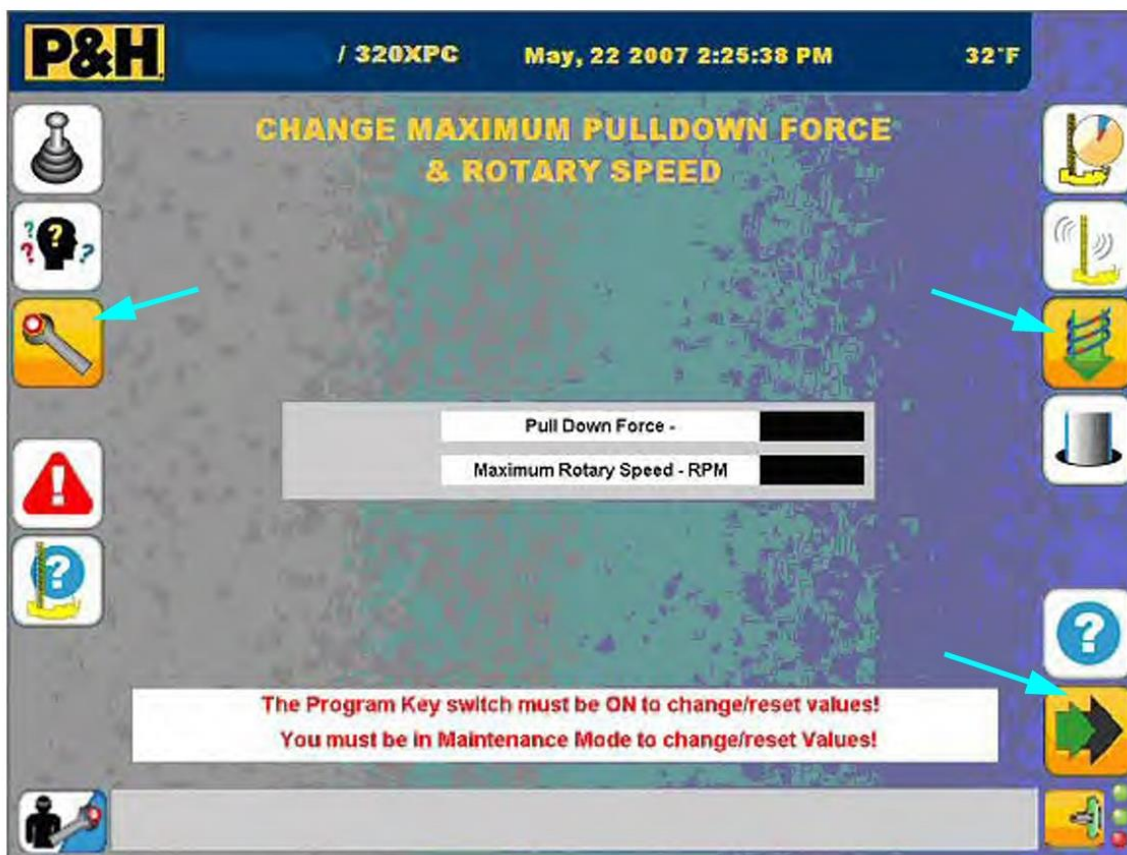 P&H
/ 320XPC May, 22 2007 2:25:38 PM 32°F
CHANGE MAXIMUM PULLDOWN FORCE
& ROTARY SPEED
Pull Down Force -
Maximum Rotary Speed - RPM
The Program Key switch must be ON to change/reset values!
You must be in Maintenance Mode to change/reset Values!